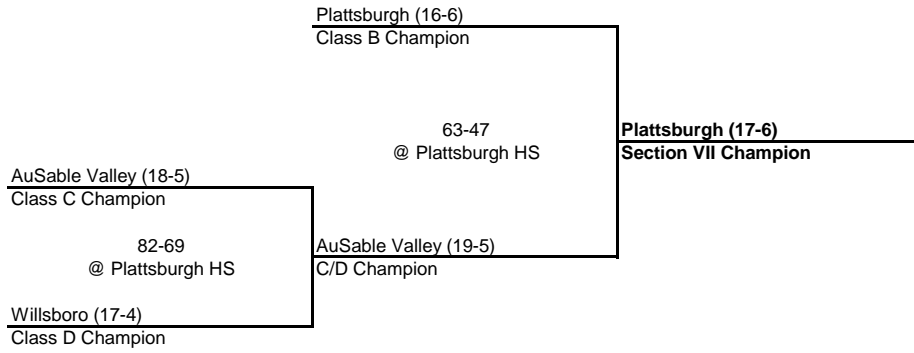 Plattsburgh (16-6)
Class B Champion
63-47
@ Plattsburgh HS
Plattsburgh (17-6)
Section VII Champion
AuSable Valley (18-5)
Class C Champion
82-69
@ Plattsburgh HS
AuSable Valley (19-5)
C/D Champion
Willsboro (17-4)
Class D Champion